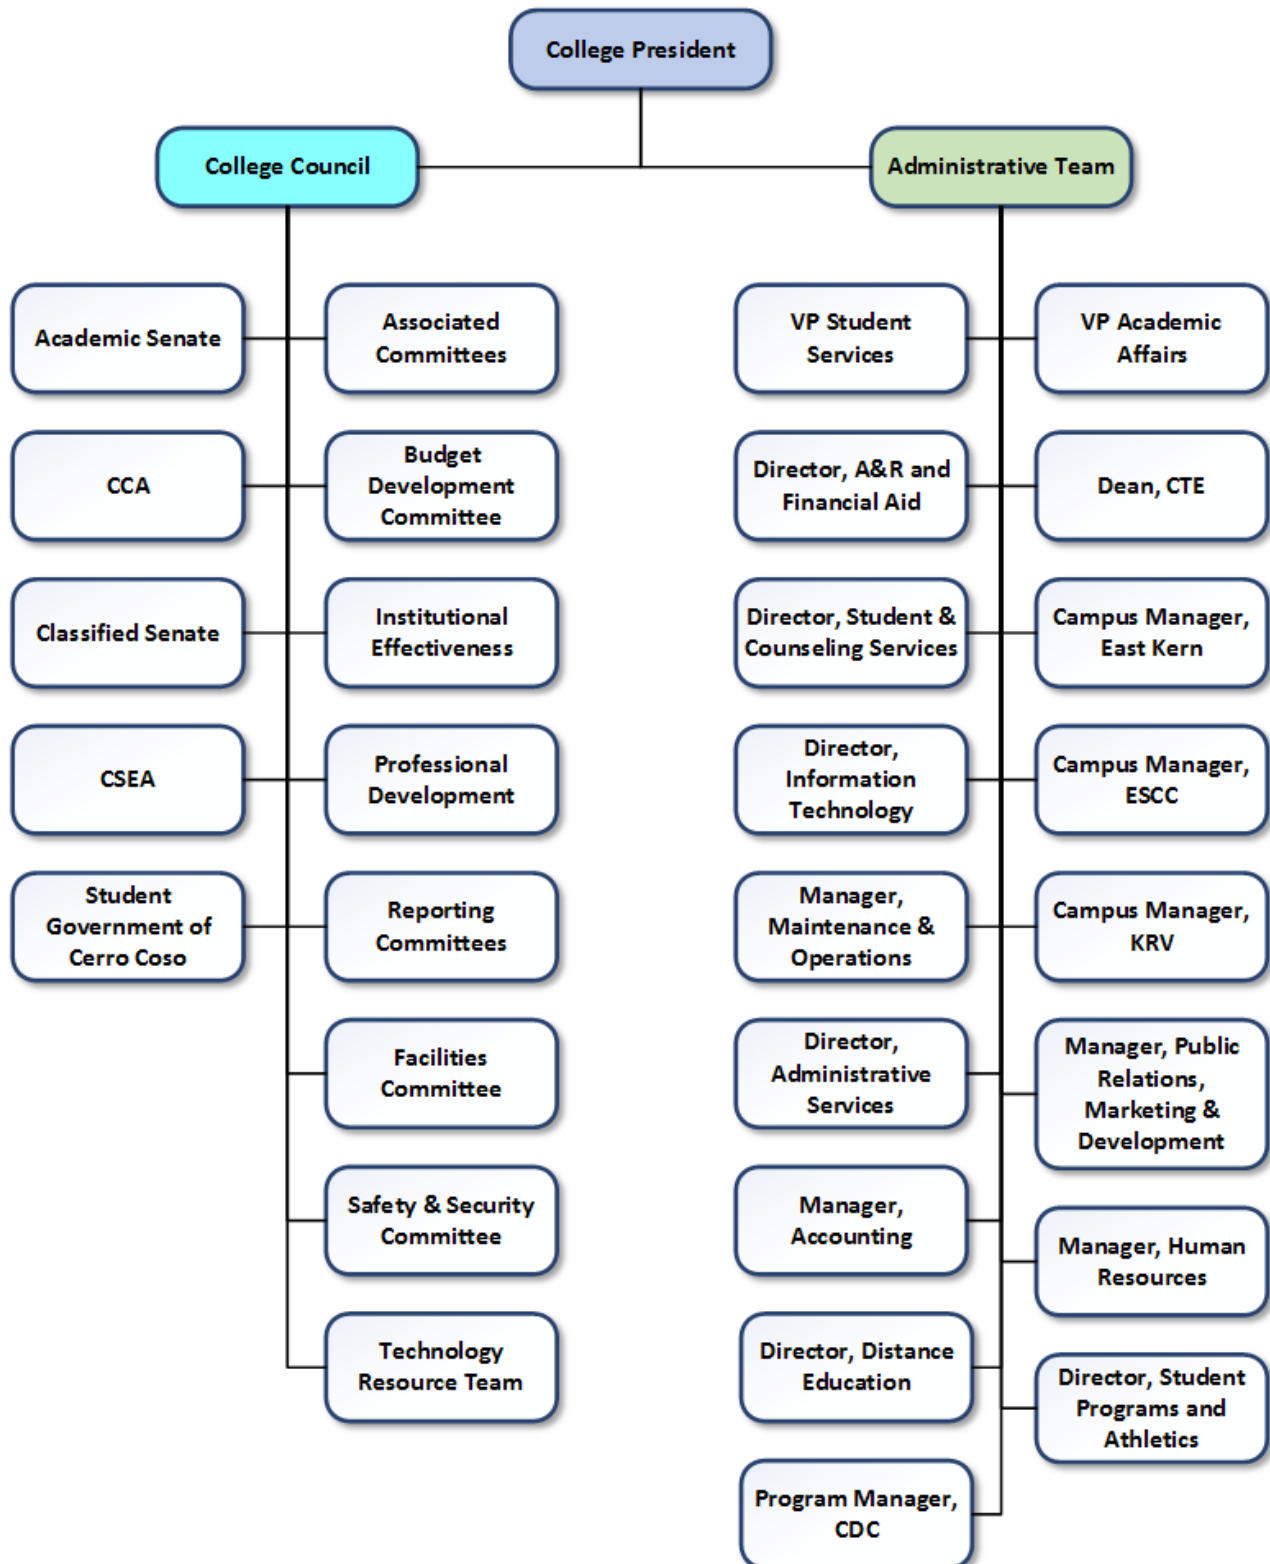 College President
College Council
Administrative Team
Academic Senate
Associated
Committees
CCA
Budget
Development
Committee
Classified Senate
Institutional
Effectiveness
CSEA
Professional
Development
Student
Government of
Cerro Coso
Reporting
Committees
Facilities
Committee
Safety & Security
Committee
Technology
Resource Team
VP Student
Services
VP Academic
Affairs
Director, A&R and
Financial Aid
Dean, CTE
Director, Student &
Counseling Services
Campus Manager,
East Kern
Director,
Information
Technology
Campus Manager,
ESCC
Manager,
Maintenance &
Operations
Campus Manager,
KRV
Director,
Administrative
Services
Manager, Public
Relations,
Marketing &
Development
Manager,
Accounting
Manager, Human
Resources
Director, Distance
Education
Director, Student
Programs and
Athletics
Program Manager,
CDC